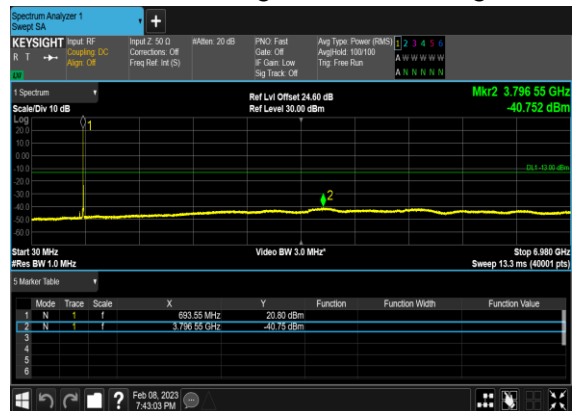 Spectrum Analyzer 1
Swept SA
+
KEYSIGHT Input: RF Input Z: 50 Ω #Atten: 20 dB PNO: Fast Avg Type: Power (RMS) 1 2 3 4 5 6
R T Coupling: DC Corrections: Off Gate: Off Avg|Hold: 100/100 A W W W W W
Align: Off Freq Ref: Int (S) IF Gain: Low Trig: Free Run
LW Sig Track: Off A N N N N N
1 Spectrum Ref Lvl Offset 24.60 dB Mkr2 3.796 55 GHz
Scale/Div 10 dB Ref Level 30.00 dBm -40.752 dBm
Log
20.0
10.0
0.00
-10.0
-20.0
-30.0
-40.0
-50.0
-60.0
1
DL1 -13.00 dBm
2
Start 30 MHz Video BW 3.0 MHz* Stop 6.980 GHz
#Res BW 1.0 MHz Sweep 13.3 ms (40001 pts)
5 Marker Table
Mode Trace Scale X Y Function Function Width Function Value
1 N 1 f 693.55 MHz 20.80 dBm
2 N 1 f 3.796 55 GHz -40.75 dBm
3
4
5
6
? Feb 08, 2023
7:43:03 PM